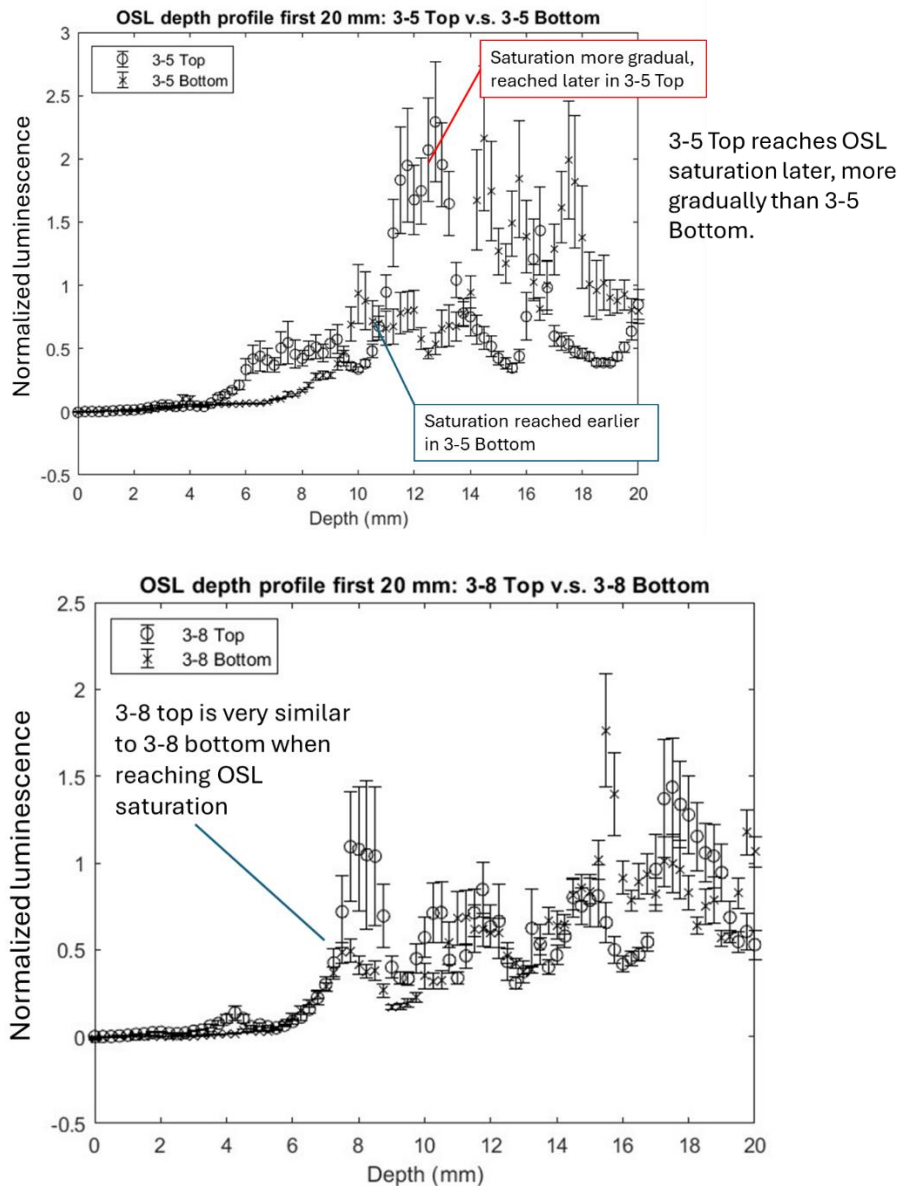 OSL depth profile first 20 mm: 3-5 Top v.s. 3-5 Bottom
3
2.5
2
1.5
1
0.5
0
-0.5
Normalized luminescence
3-5 Top
3-5 Bottom
Saturation more gradual,
reached later in 3-5 Top
Saturation reached earlier
in 3-5 Bottom
0 2 4 6 8 10 12 14 16 18 20
Depth (mm)
3-5 Top reaches OSL
saturation later, more
gradually than 3-5
Bottom.
OSL depth profile first 20 mm: 3-8 Top v.s. 3-8 Bottom
2.5
2
1.5
1
0.5
0
-0.5
Normalized luminescence
3-8 Top
3-8 Bottom
3-8 top is very similar
to 3-8 bottom when
reaching OSL
saturation
0 2 4 6 8 10 12 14 16 18 20
Depth (mm)